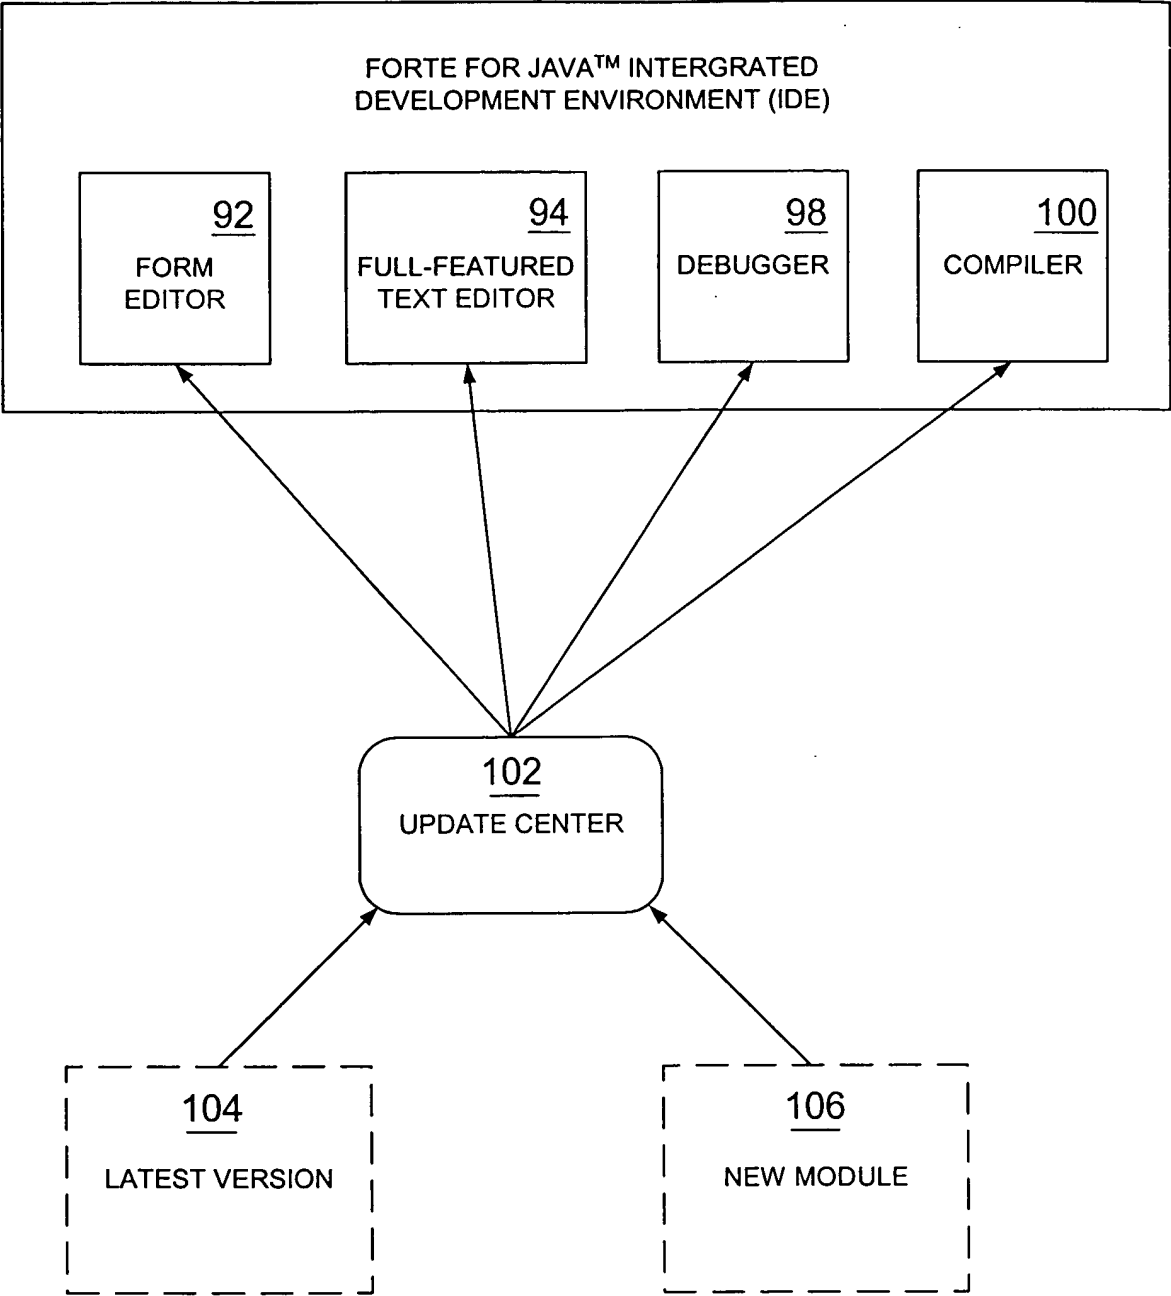 FORTE FOR JAVA™ INTERGRATED
DEVELOPMENT ENVIRONMENT (IDE)
92
FORM
EDITOR
94
FULL-FEATURED
TEXT EDITOR
98
DEBUGGER
100
COMPILER
102
UPDATE CENTER
104
LATEST VERSION
106
NEW MODULE